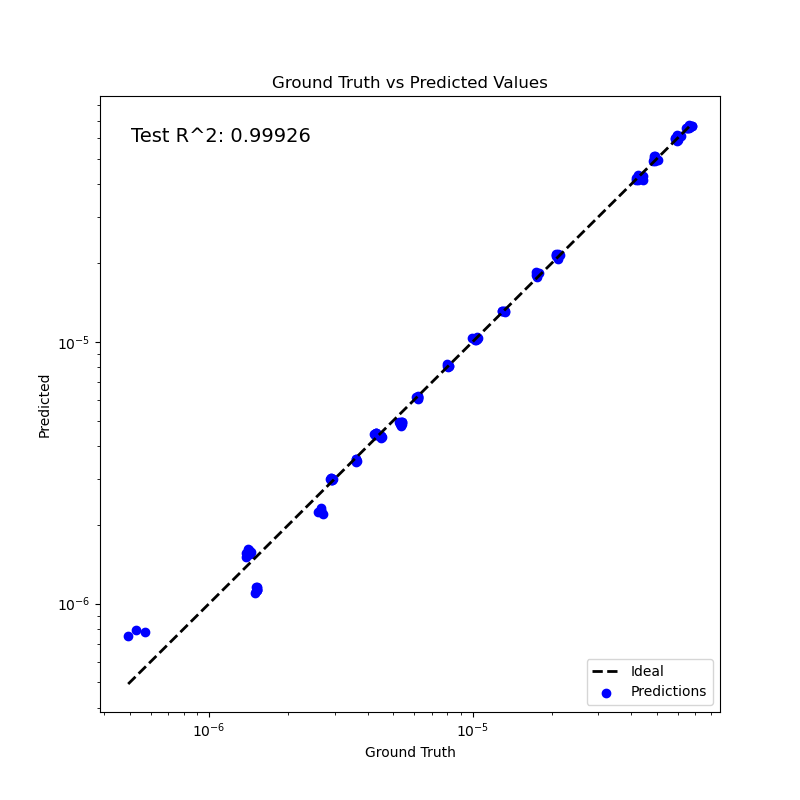 Ground Truth vs Predicted Values
Test R^2: 0.99926
10⁻⁵
Predicted
10⁻⁶
Ideal
Predictions
10⁻⁶
10⁻⁵
Ground Truth